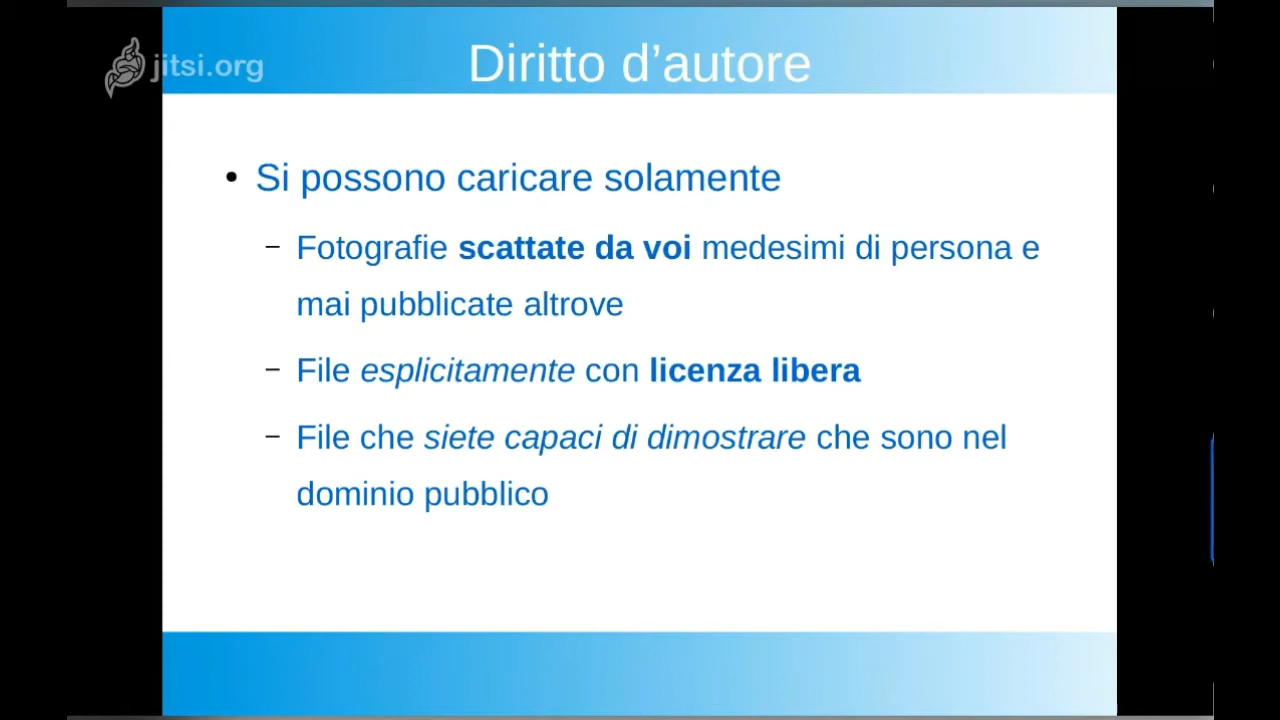 jitsi.org
Diritto d’autore
• Si possono caricare solamente
– Fotografie scattate da voi medesimi di persona e
mai pubblicate altrove
– File esplicitamente con licenza libera
– File che siete capaci di dimostrare che sono nel
dominio pubblico